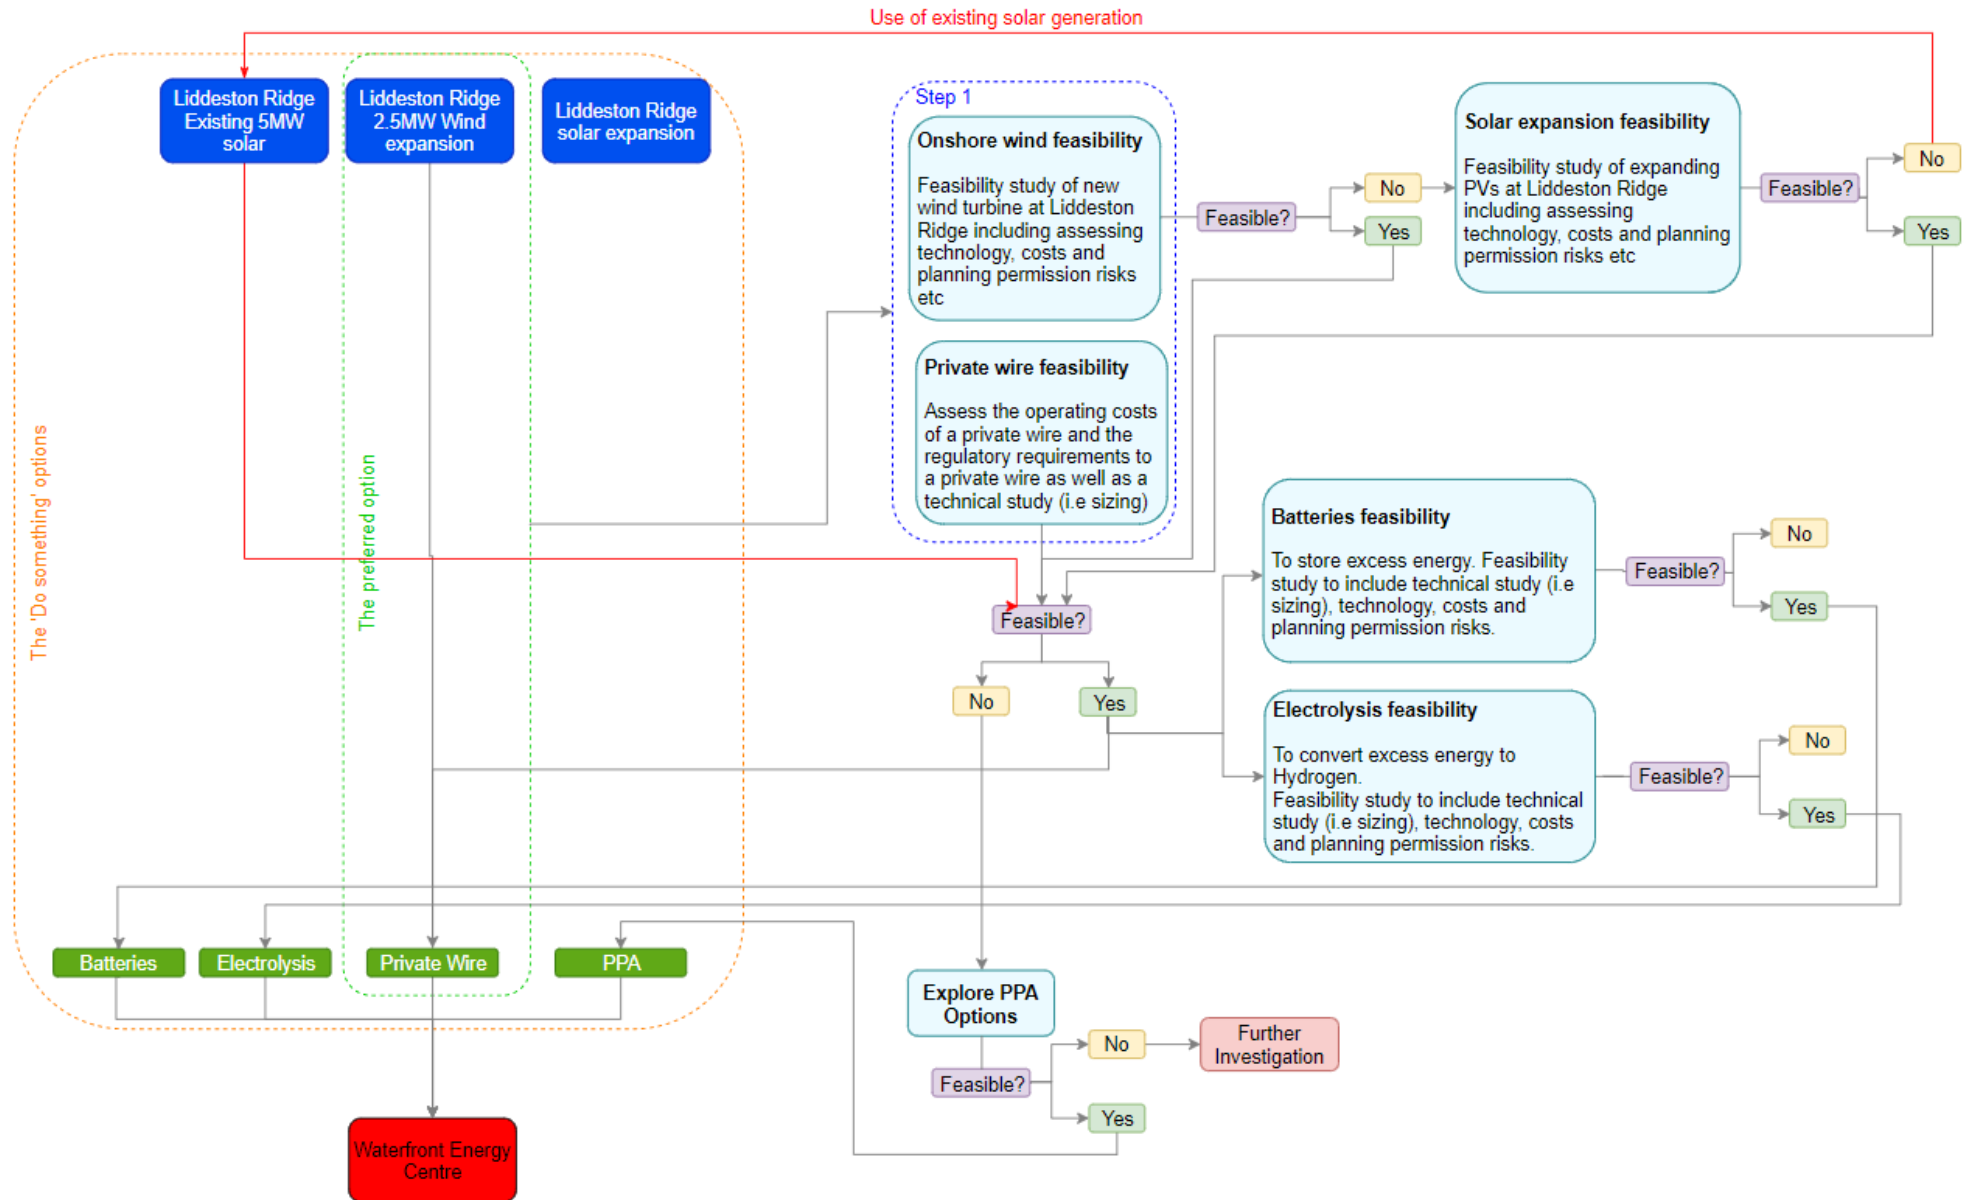 Use of existing solar generation
Liddeston Ridge
Existing 5MW
solar
Liddeston Ridge
2.5MW Wind
expansion
Liddeston Ridge
solar expansion
The 'Do something' options
The preferred option
Step 1
Onshore wind feasibility
Feasibility study of new
wind turbine at Liddeston
Ridge including assessing
technology, costs and
planning permission risks
etc
Feasible?
No
Yes
Solar expansion feasibility
Feasibility study of expanding
PVs at Liddeston Ridge
including assessing
technology, costs and planning
permission risks etc
Feasible?
No
Yes
Private wire feasibility
Assess the operating costs
of a private wire and the
regulatory requirements to
a private wire as well as a
technical study (i.e sizing)
Feasible?
No
Yes
Batteries feasibility
To store excess energy. Feasibility
study to include technical study (i.e
sizing), technology, costs and
planning permission risks.
Feasible?
No
Yes
Electrolysis feasibility
To convert excess energy to
Hydrogen.
Feasibility study to include technical
study (i.e sizing), technology, costs
and planning permission risks.
Feasible?
No
Yes
Batteries
Electrolysis
Private Wire
PPA
Explore PPA
Options
Feasible?
No
Yes
Further
Investigation
Waterfront Energy
Centre